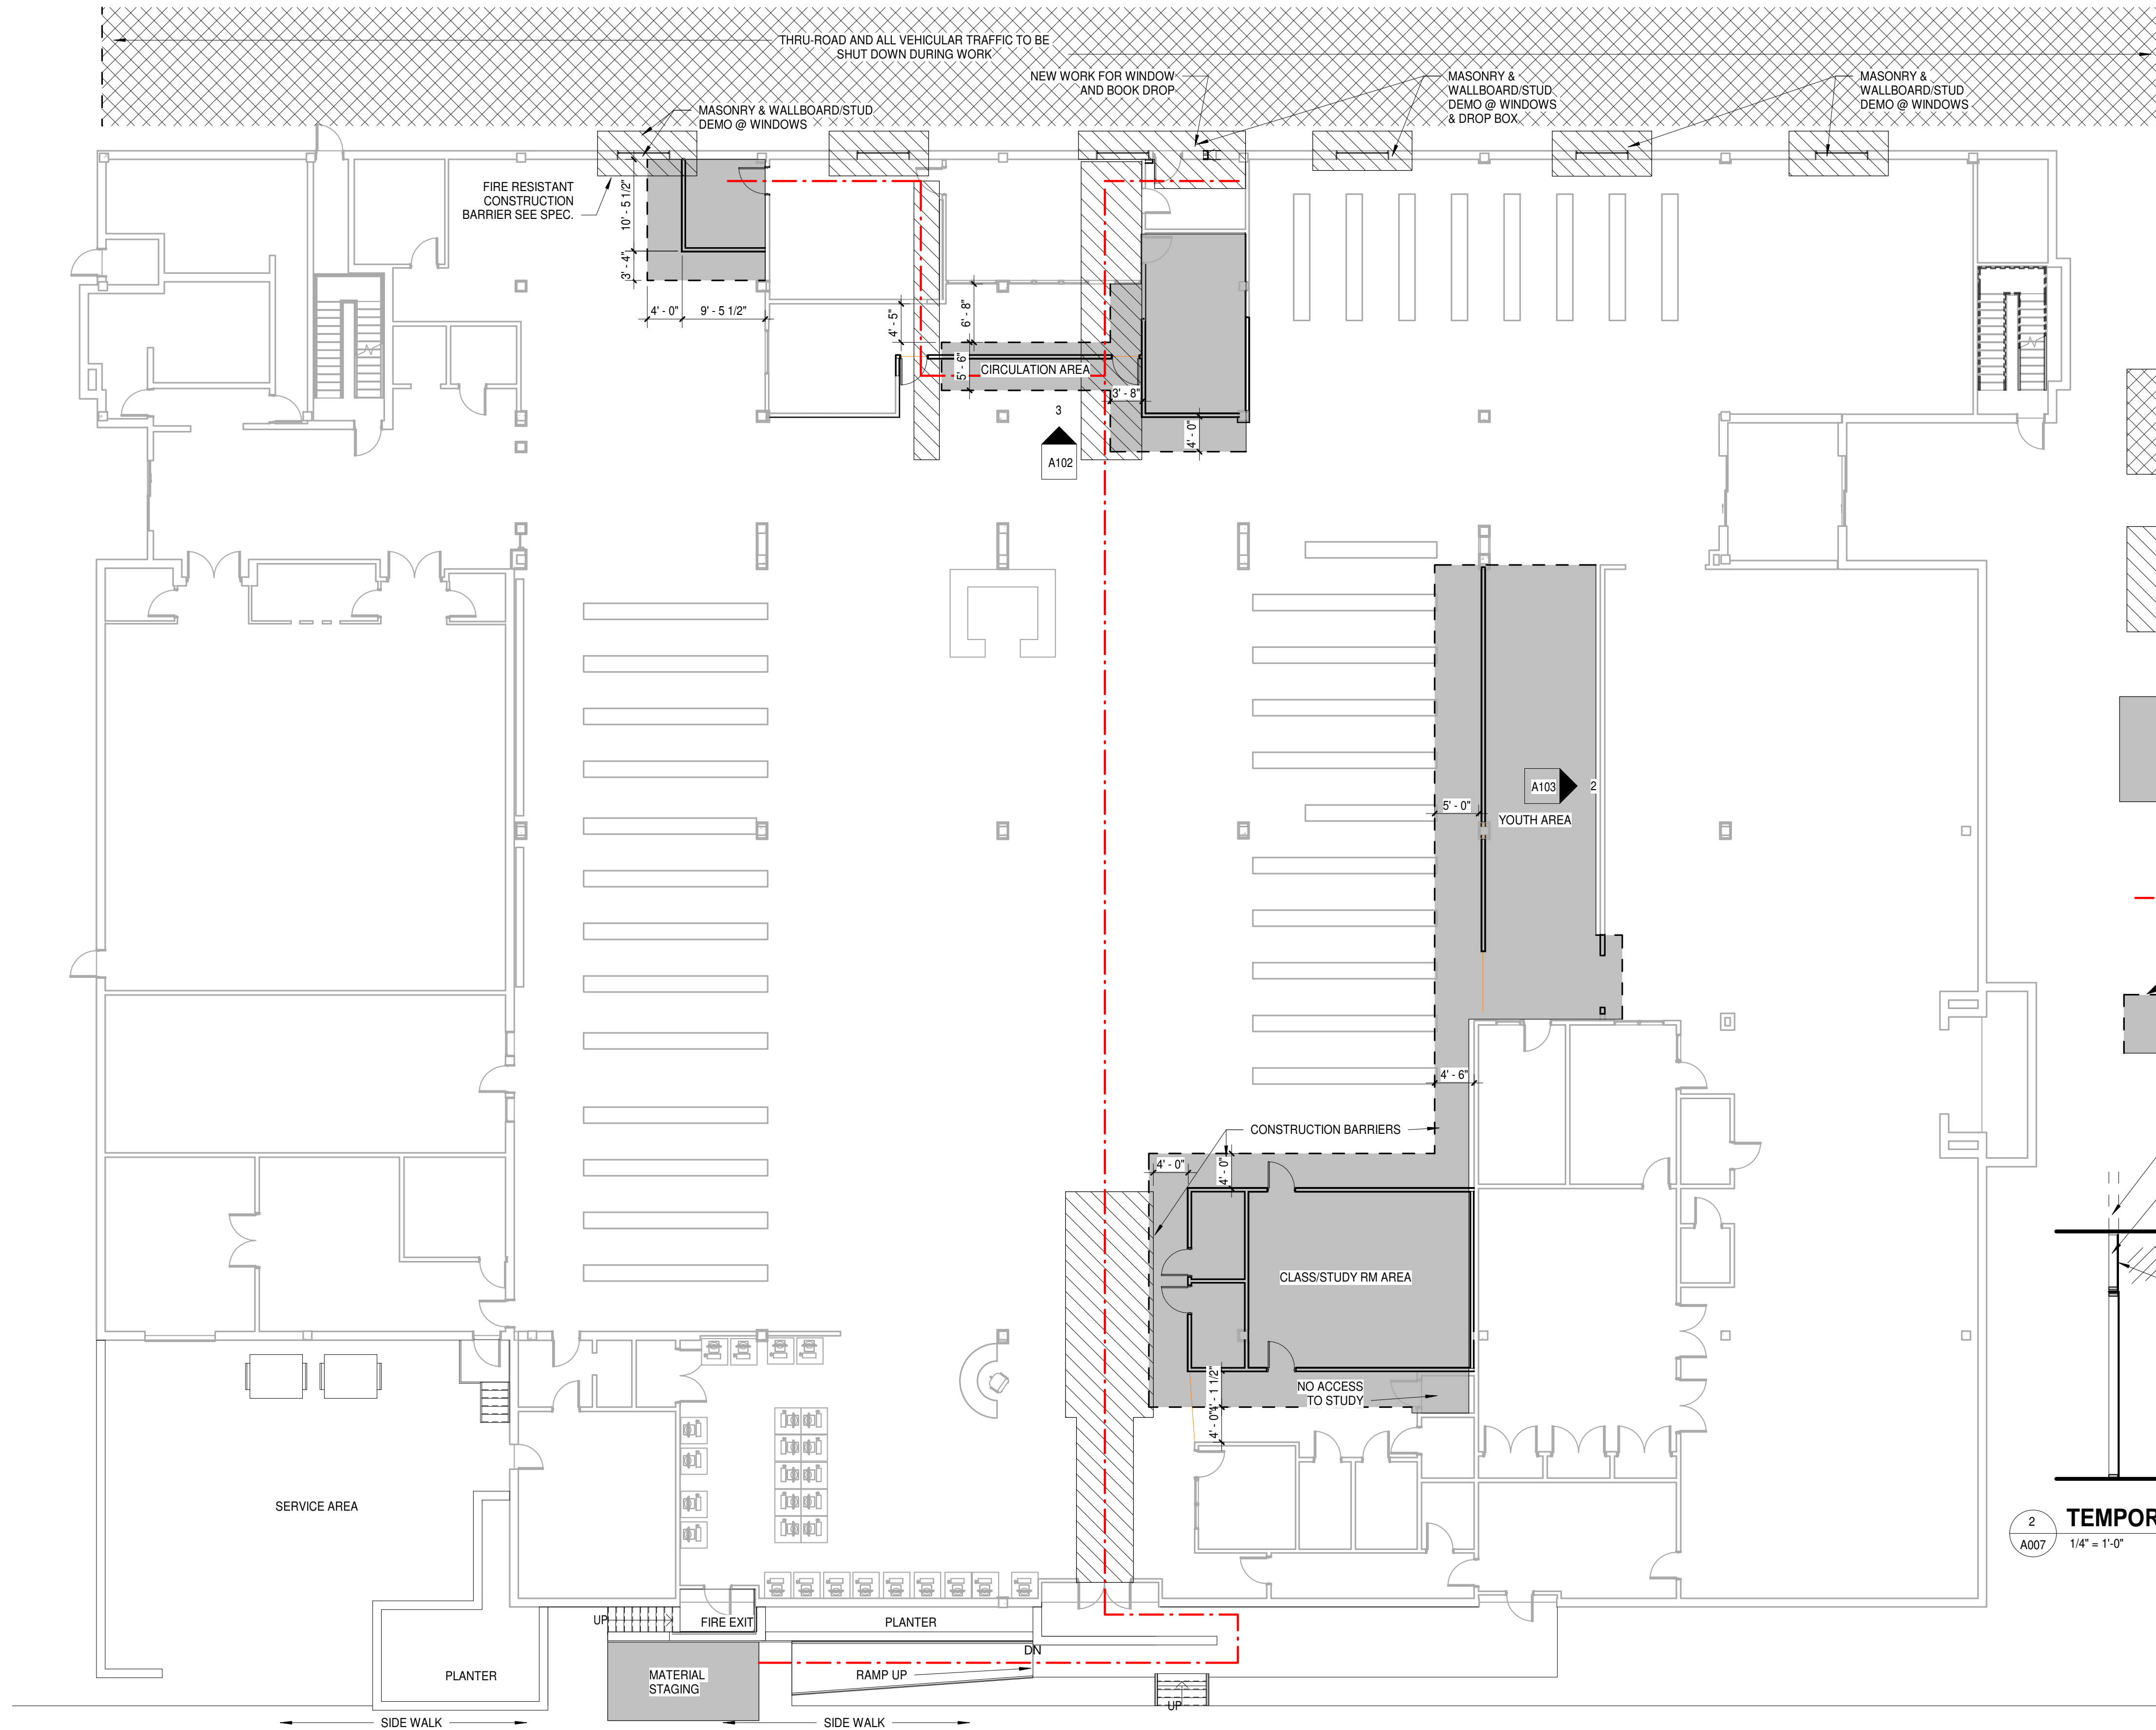 THRU-ROAD AND ALL VEHICULAR TRAFFIC TO BE
SHUT DOWN DURING WORK
NEW WORK FOR WINDOW
AND BOOK DROP
MASONRY &
WALLBOARD/STUD
DEMO @ WINDOWS
& DROP BOX
MASONRY &
WALLBOARD/STUD
DEMO @ WINDOWS
MASONRY & WALLBOARD/STUD
DEMO @ WINDOWS
FIRE RESISTANT
CONSTRUCTION
BARRIER SEE SPEC.
10' - 5 1/2"
3' - 4"
4' - 0"
9' - 5 1/2"
4' - 5"
6' - 8"
5' - 6"
CIRCULATION AREA
3' - 8"
4' - 0"
3
A102
A103
2
5' - 0"
YOUTH AREA
4' - 6"
CONSTRUCTION BARRIERS
4' - 0"
4' - 0"
CLASS/STUDY RM AREA
NO ACCESS
TO STUDY
4' - 1 1/2"
4' - 0"
SERVICE AREA
2
A007
TEMPOR
1/4" = 1'-0"
UP
FIRE EXIT
PLANTER
DN
PLANTER
MATERIAL
STAGING
RAMP UP
UP
SIDE WALK
SIDE WALK